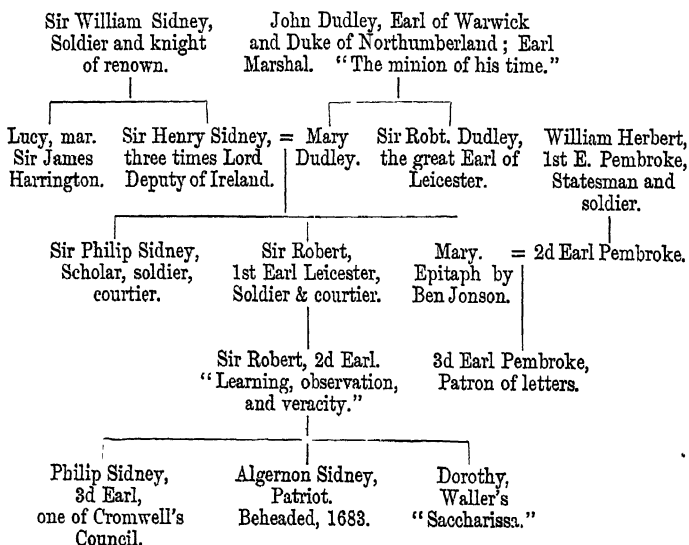 Sir William Sidney,
Soldier and knight
of renown.
John Dudley, Earl of Warwick
and Duke of Northumberland; Earl
Marshal. "The minion of his time."
Lucy, mar.
Sir James
Harrington.
Sir Henry Sidney,
three times Lord
Deputy of Ireland.
=
Mary
Dudley.
Sir Robt. Dudley,
the great Earl of
Leicester.
William Herbert,
1st E. Pembroke,
Statesman and
soldier.
Sir Philip Sidney,
Scholar, soldier,
courtier.
Sir Robert,
1st Earl Leicester,
Soldier & courtier.
Mary.
Epitaph by
Ben Jonson.
= 2d Earl Pembroke.
Sir Robert, 2d Earl.
"Learning, observation,
and veracity."
3d Earl Pembroke,
Patron of letters.
Philip Sidney,
3d Earl,
one of Cromwell's
Council.
Algernon Sidney,
Patriot.
Beheaded, 1683.
Dorothy,
Waller's
"Saccharissa."